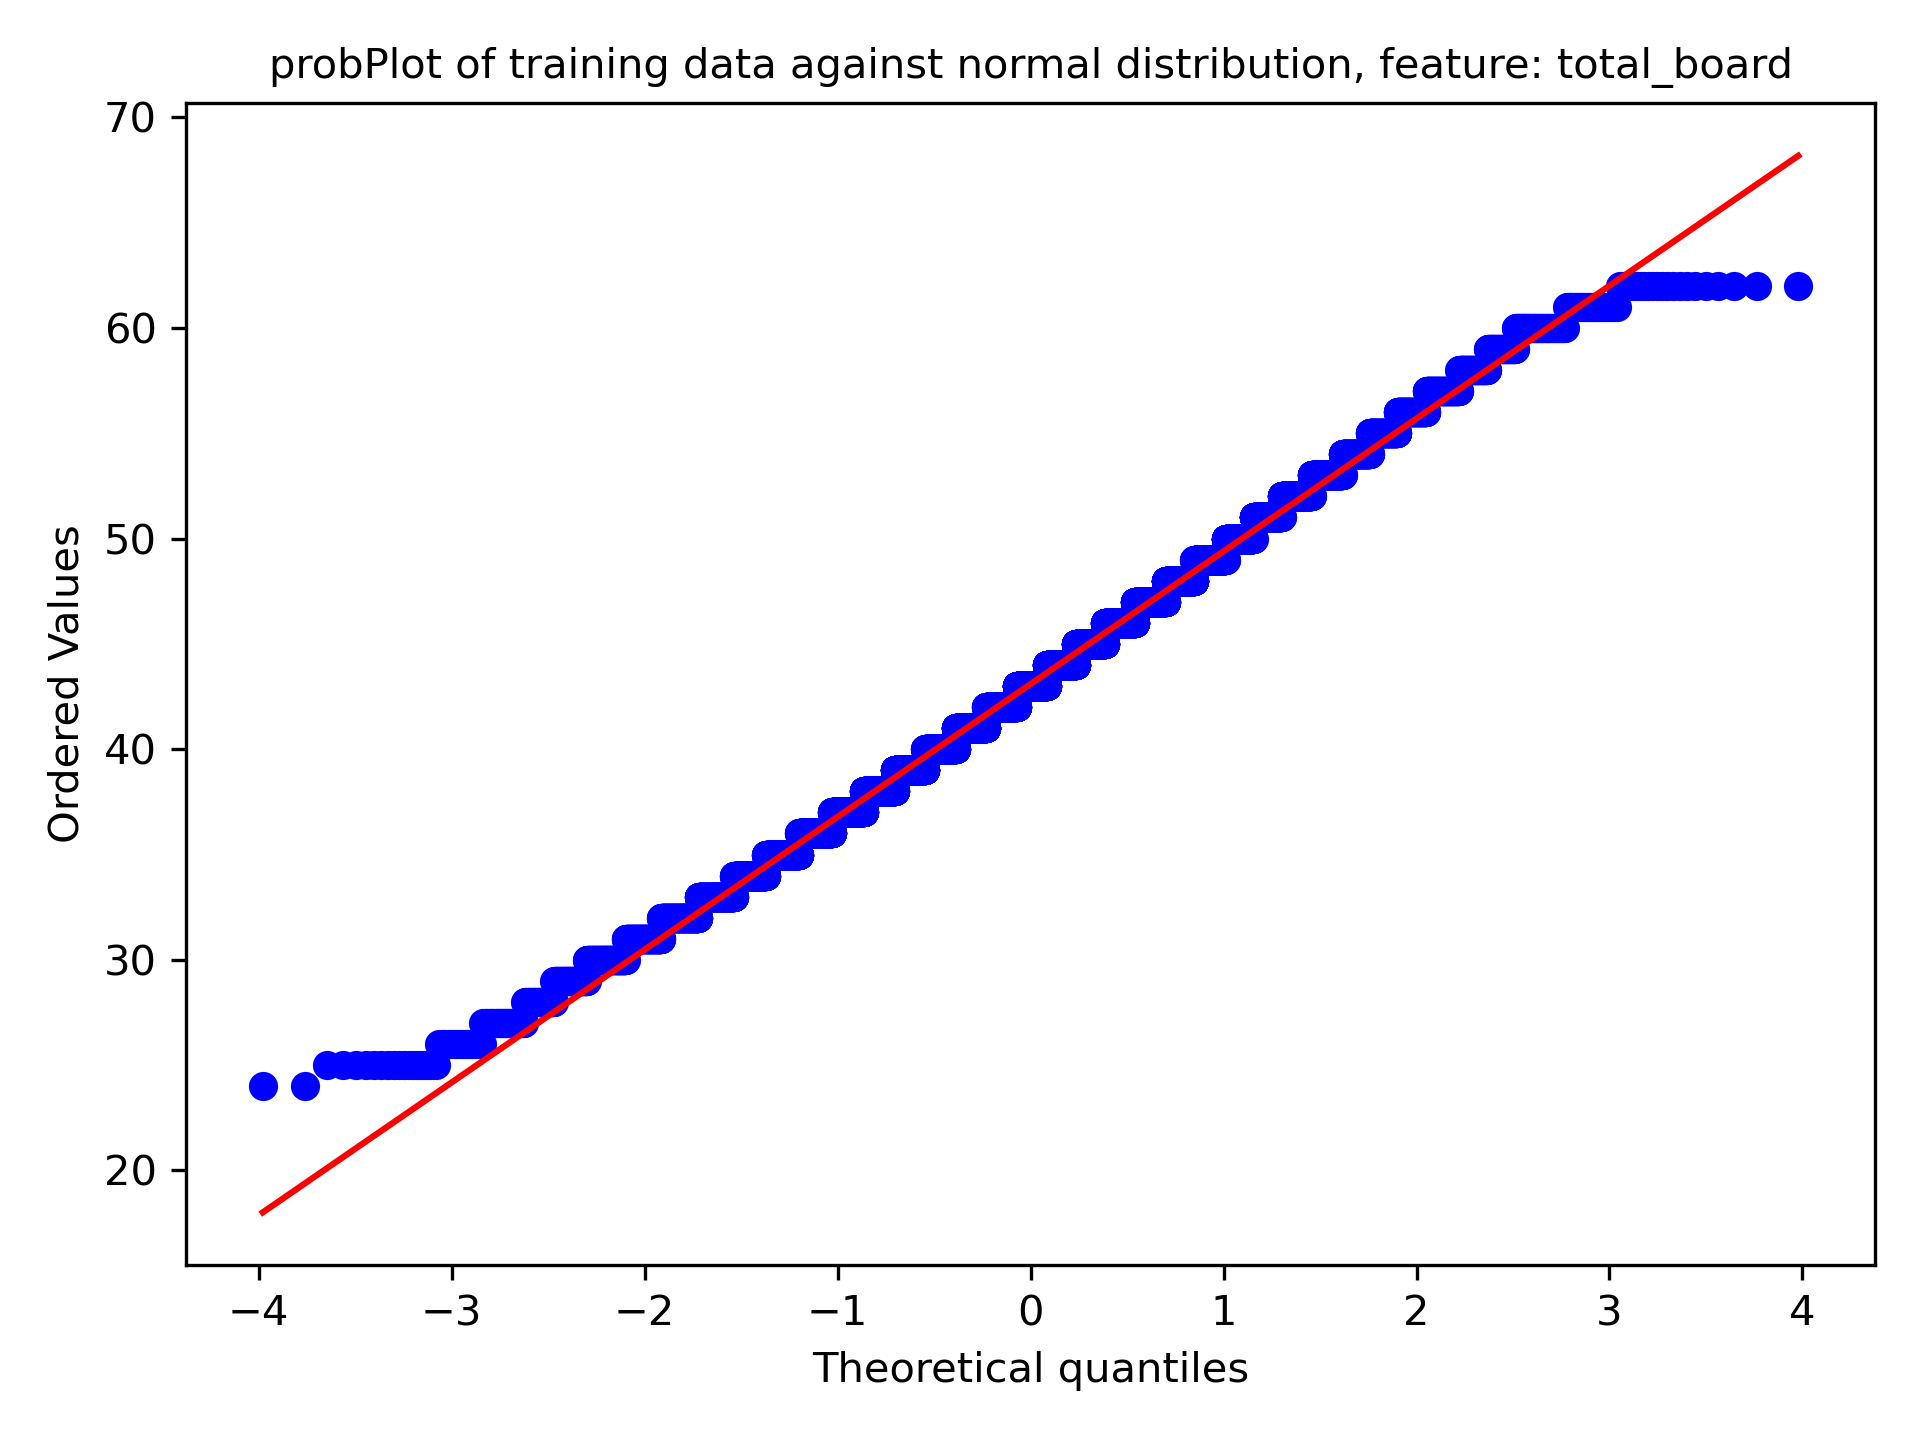 probPlot of training data against normal distribution, feature: total_board
70
60
50
40
30
20
Ordered Values
−4 −3 −2 −1 0 1 2 3 4
Theoretical quantiles